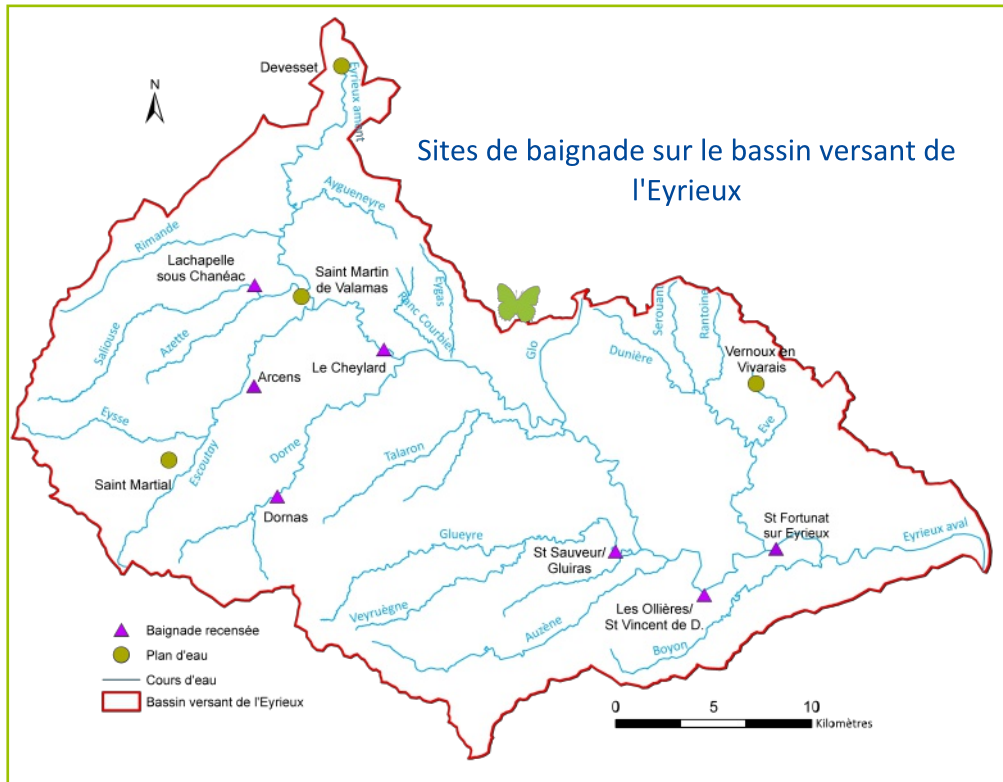 Devesset
N
Eyrieux amont
Sites de baignade sur le bassin versant de
l'Eyrieux
Aygueneyre
Rimande
Lachapelle
sous Chanéac
Saint Martin
de Valamas
Eygas
Ranc Courbier
Saliouse
Azette
Le Cheylard
Glo
Dunière
Serouant
Rantoine
Vernoux en
Vivarais
Eve
Arcens
Eysse
Escoutay
Dorne
Talaron
Saint Martial
Dornas
Glueyre
St Sauveur/
Gluiras
St Fortunat
sur Eyrieux
Eyrieux aval
Veyruègne
Auzène
Les Ollières/
St Vincent de D.
Boyon
Baignade recensée
Plan d'eau
Cours d'eau
Bassin versant de l'Eyrieux
0 5 10
Kilomètres